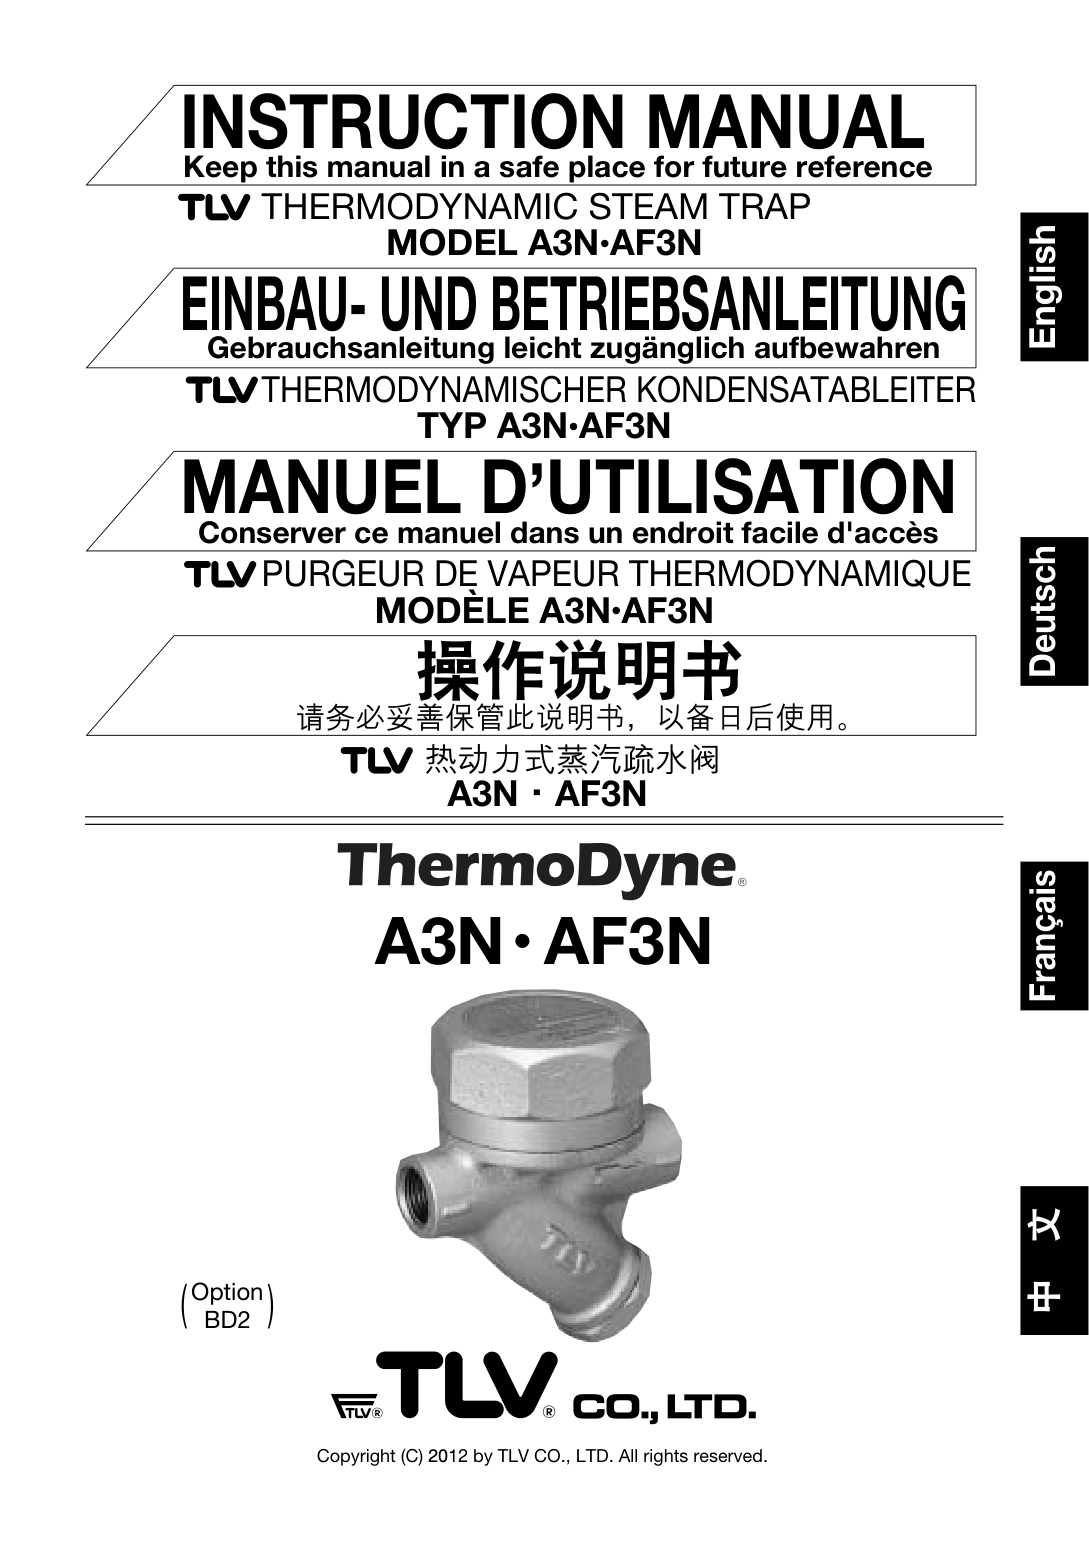 INSTRUCTION MANUAL
Keep this manual in a safe place for future reference
TLV THERMODYNAMIC STEAM TRAP
MODEL A3N•AF3N
EINBAU- UND BETRIEBSANLEITUNG
Gebrauchsanleitung leicht zugänglich aufbewahren
TLV THERMODYNAMISCHER KONDENSATABLEITER
TYP A3N•AF3N
MANUEL D’UTILISATION
Conserver ce manuel dans un endroit facile d'accès
TLV PURGEUR DE VAPEUR THERMODYNAMIQUE
MODÈLE A3N•AF3N
操作说明书
请务必妥善保管此说明书，以备日后使用。
TLV 热动力式蒸汽疏水阀
A3N · AF3N
ThermoDyne®
A3N • AF3N
TLV
(Option
BD2)
TLV® TLV® CO., LTD.
Copyright (C) 2012 by TLV CO., LTD. All rights reserved.
English
Deutsch
Français
中 文